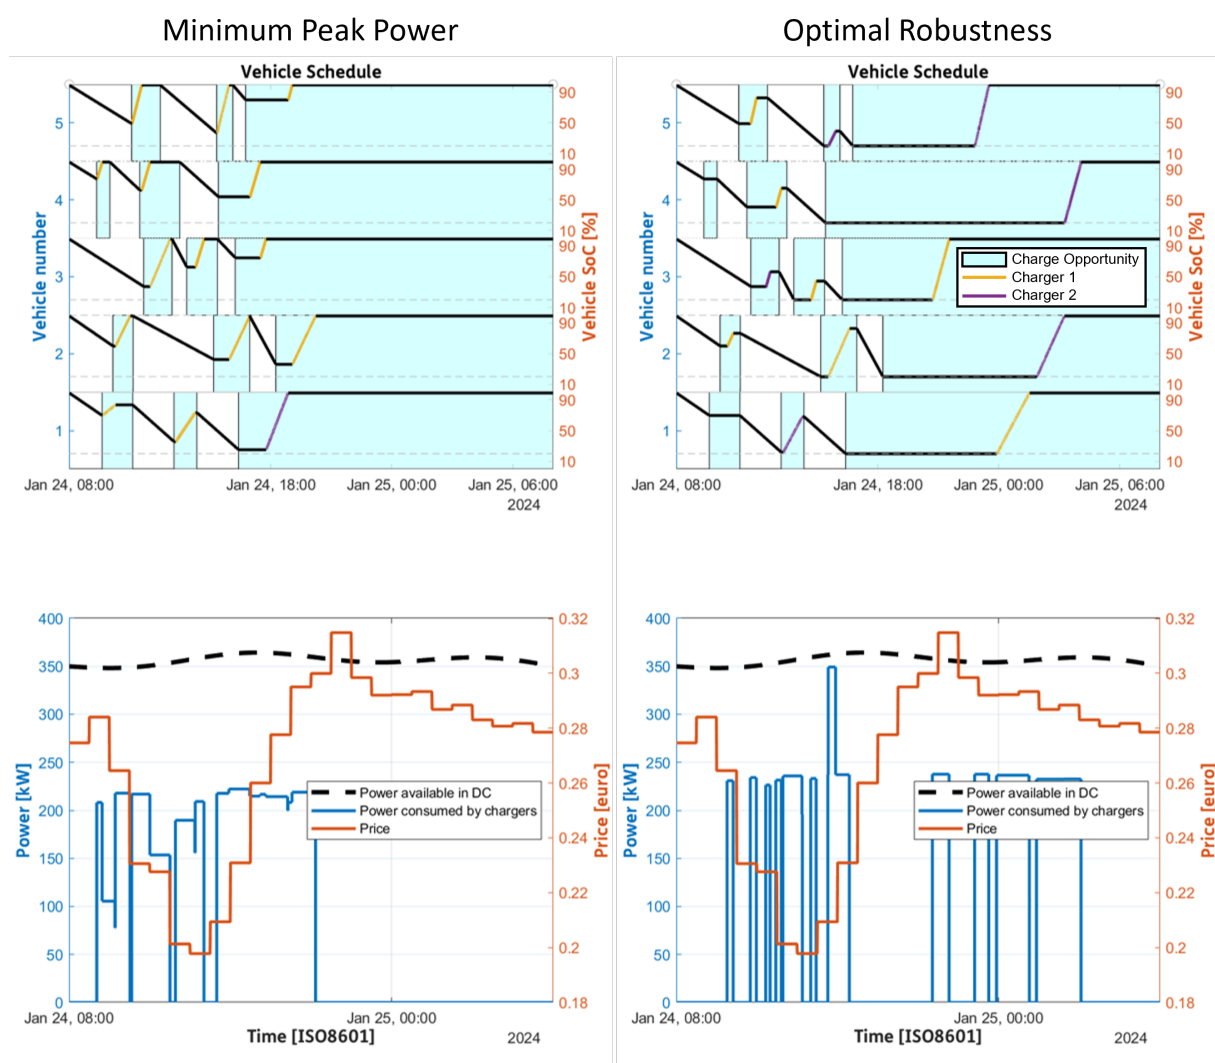 Minimum Peak Power
Optimal Robustness
Vehicle Schedule
Vehicle number
5
4
3
2
1
90
50
10
90
50
10
90
50
10
90
50
10
90
50
10
Vehicle SoC [%]
Jan 24, 08:00
Jan 24, 18:00
Jan 25, 00:00
Jan 25, 06:00
2024
Vehicle Schedule
Vehicle number
5
4
3
2
1
90
50
10
90
50
10
90
50
10
90
50
10
90
50
10
Vehicle SoC [%]
Charge Opportunity
Charger 1
Charger 2
Jan 24, 08:00
Jan 24, 18:00
Jan 25, 00:00
Jan 25, 06:00
2024
Power [kW]
400
350
300
250
200
150
100
50
0
0.32
0.3
0.28
0.26
0.24
0.22
0.2
0.18
Price [euro]
Power available in DC
Power consumed by chargers
Price
Jan 24, 08:00
Jan 25, 00:00
Time [ISO8601]
2024
Power [kW]
400
350
300
250
200
150
100
50
0
0.32
0.3
0.28
0.26
0.24
0.22
0.2
0.18
Price [euro]
Power available in DC
Power consumed by chargers
Price
Jan 24, 08:00
Jan 25, 00:00
Time [ISO8601]
2024